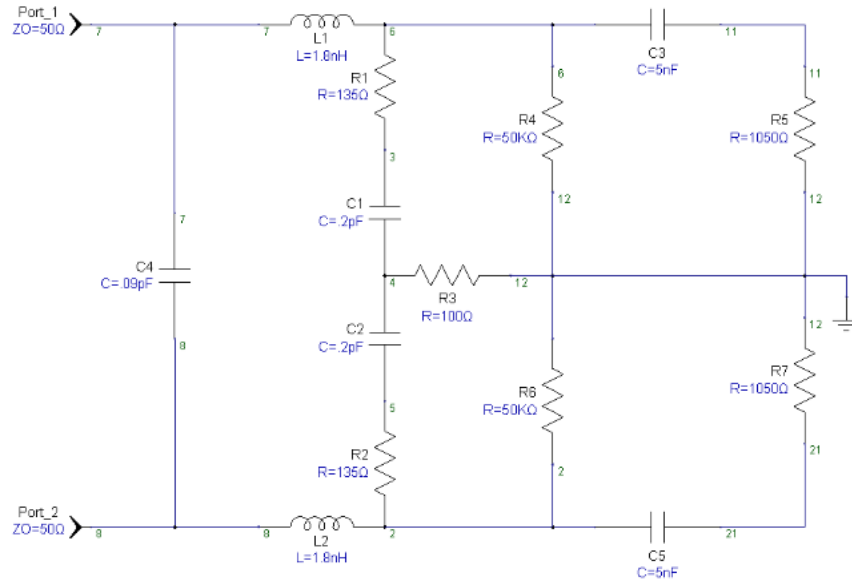 Port_1
ZO=50Ω
7
7
L1
L=1.8nH
6
C3
C=5nF
11
R1
R=135Ω
6
R4
R=50KΩ
11
R5
R=1050Ω
3
12
12
C1
C=.2pF
7
C4
C=.09pF
4
R3
R=100Ω
12
8
C2
C=.2pF
12
R7
R=1050Ω
5
R6
R=50KΩ
R2
R=135Ω
2
21
Port_2
ZO=50Ω
8
8
L2
L=1.8nH
2
C5
C=5nF
21